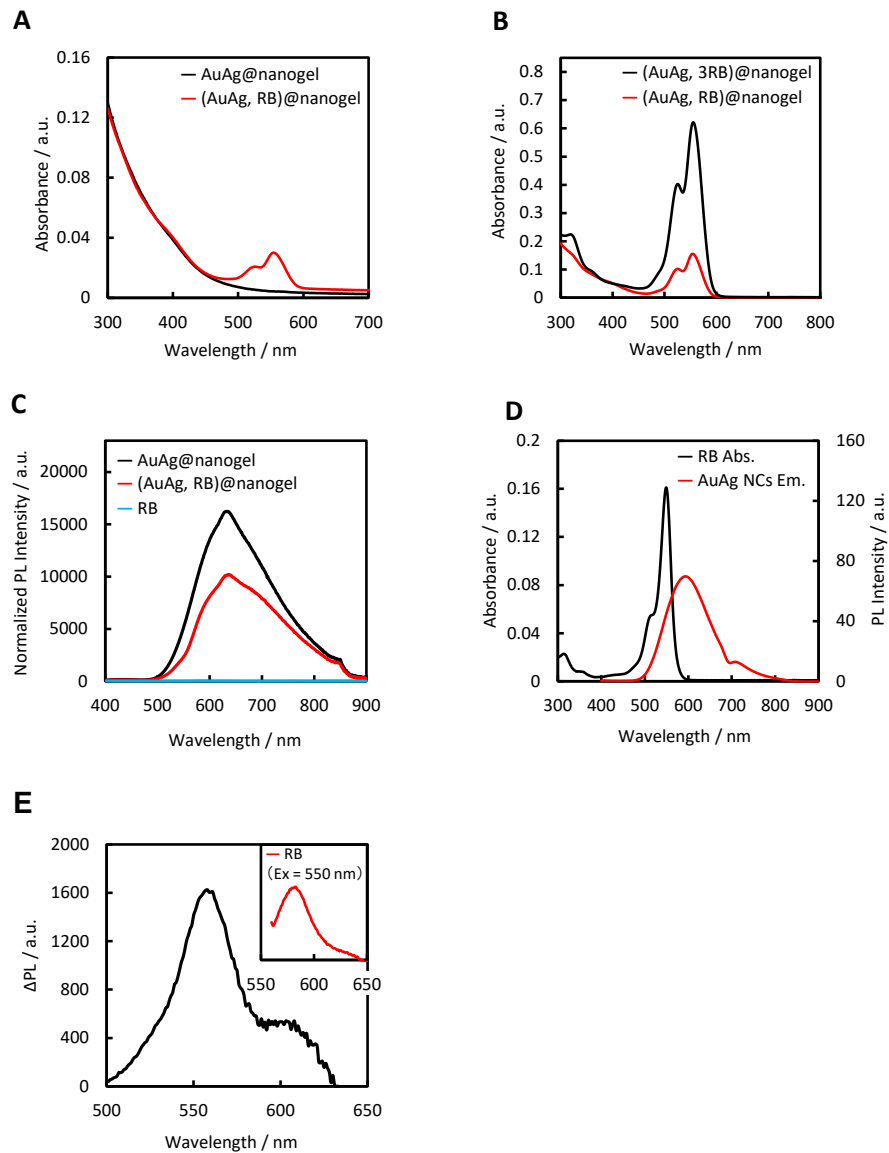 A
0.16
0.12
0.08
0.04
0
Absorbance / a.u.
AuAg@nanogel
(AuAg, RB)@nanogel
300 400 500 600 700
Wavelength / nm
B
0.8
0.7
0.6
0.5
0.4
0.3
0.2
0.1
0
Absorbance / a.u.
(AuAg, 3RB)@nanogel
(AuAg, RB)@nanogel
300 400 500 600 700 800
Wavelength / nm
C
20000
15000
10000
5000
0
Normalized PL Intensity / a.u.
AuAg@nanogel
(AuAg, RB)@nanogel
RB
400 500 600 700 800 900
Wavelength / nm
D
0.2
0.16
0.12
0.08
0.04
0
Absorbance / a.u.
RB Abs.
AuAg NCs Em.
160
120
80
40
0
PL Intensity / a.u.
300 400 500 600 700 800 900
Wavelength / nm
E
2000
1600
1200
800
400
0
ΔPL / a.u.
RB
(Ex = 550 nm)
560 600 650
500 550 600 650
Wavelength / nm